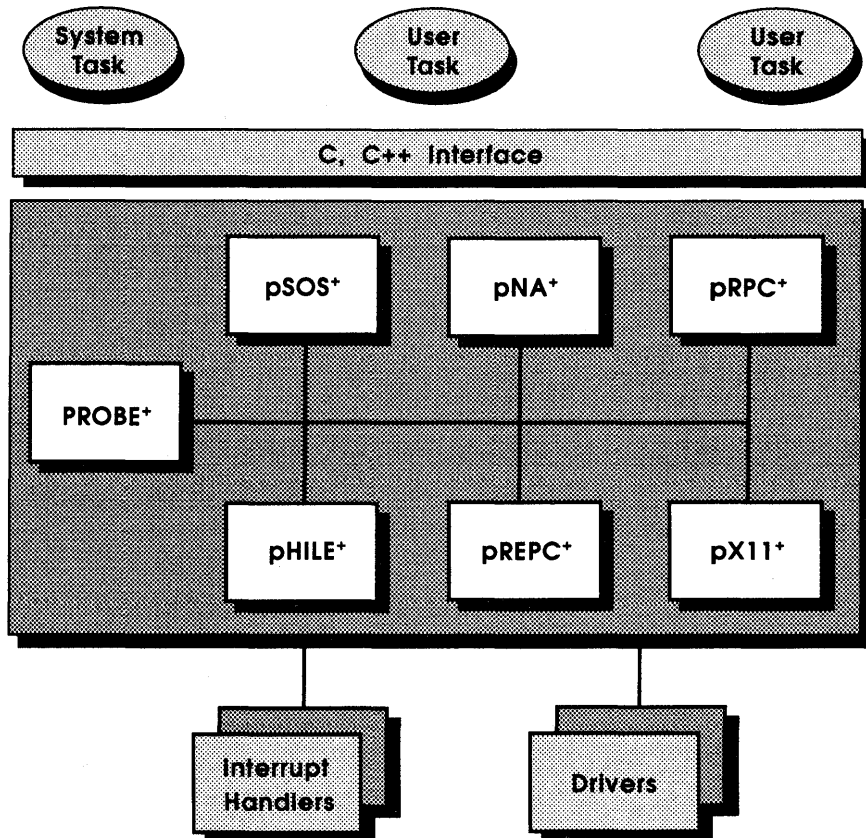 System
Task
User
Task
User
Task
C, C++ Interface
pSOS⁺
pNA⁺
pRPC⁺
PROBE⁺
pHILE⁺
pREPC⁺
pX11⁺
Interrupt
Handlers
Drivers